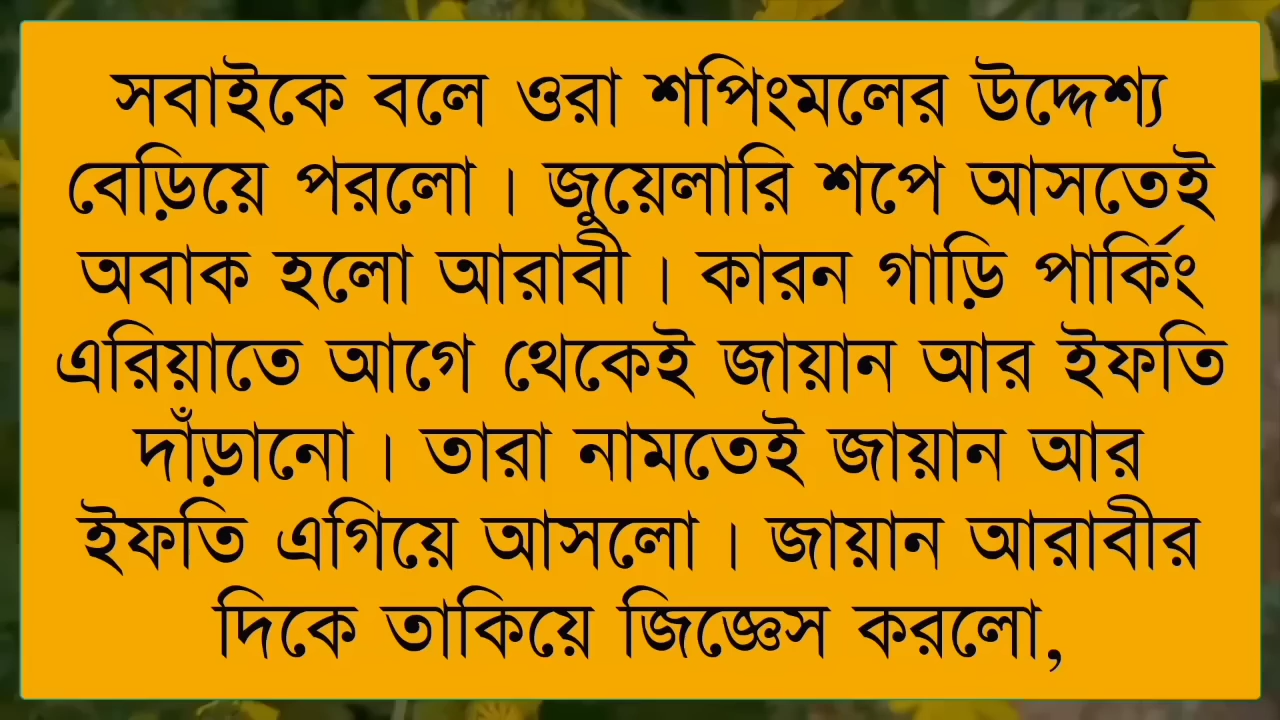 সবাইকে বলে ওরা শপিংমলের উদ্দেশ্য
বেড়িয়ে পরলো। জুয়েলারি শপে আসতেই
অবাক হলো আরাবী। কারন গাড়ি পার্কিং
এরিয়াতে আগে থেকেই জায়ান আর ইফতি
দাঁড়ানো। তারা নামতেই জায়ান আর
ইফতি এগিয়ে আসলো। জায়ান আরাবীর
দিকে তাকিয়ে জিজ্ঞেস করলো,